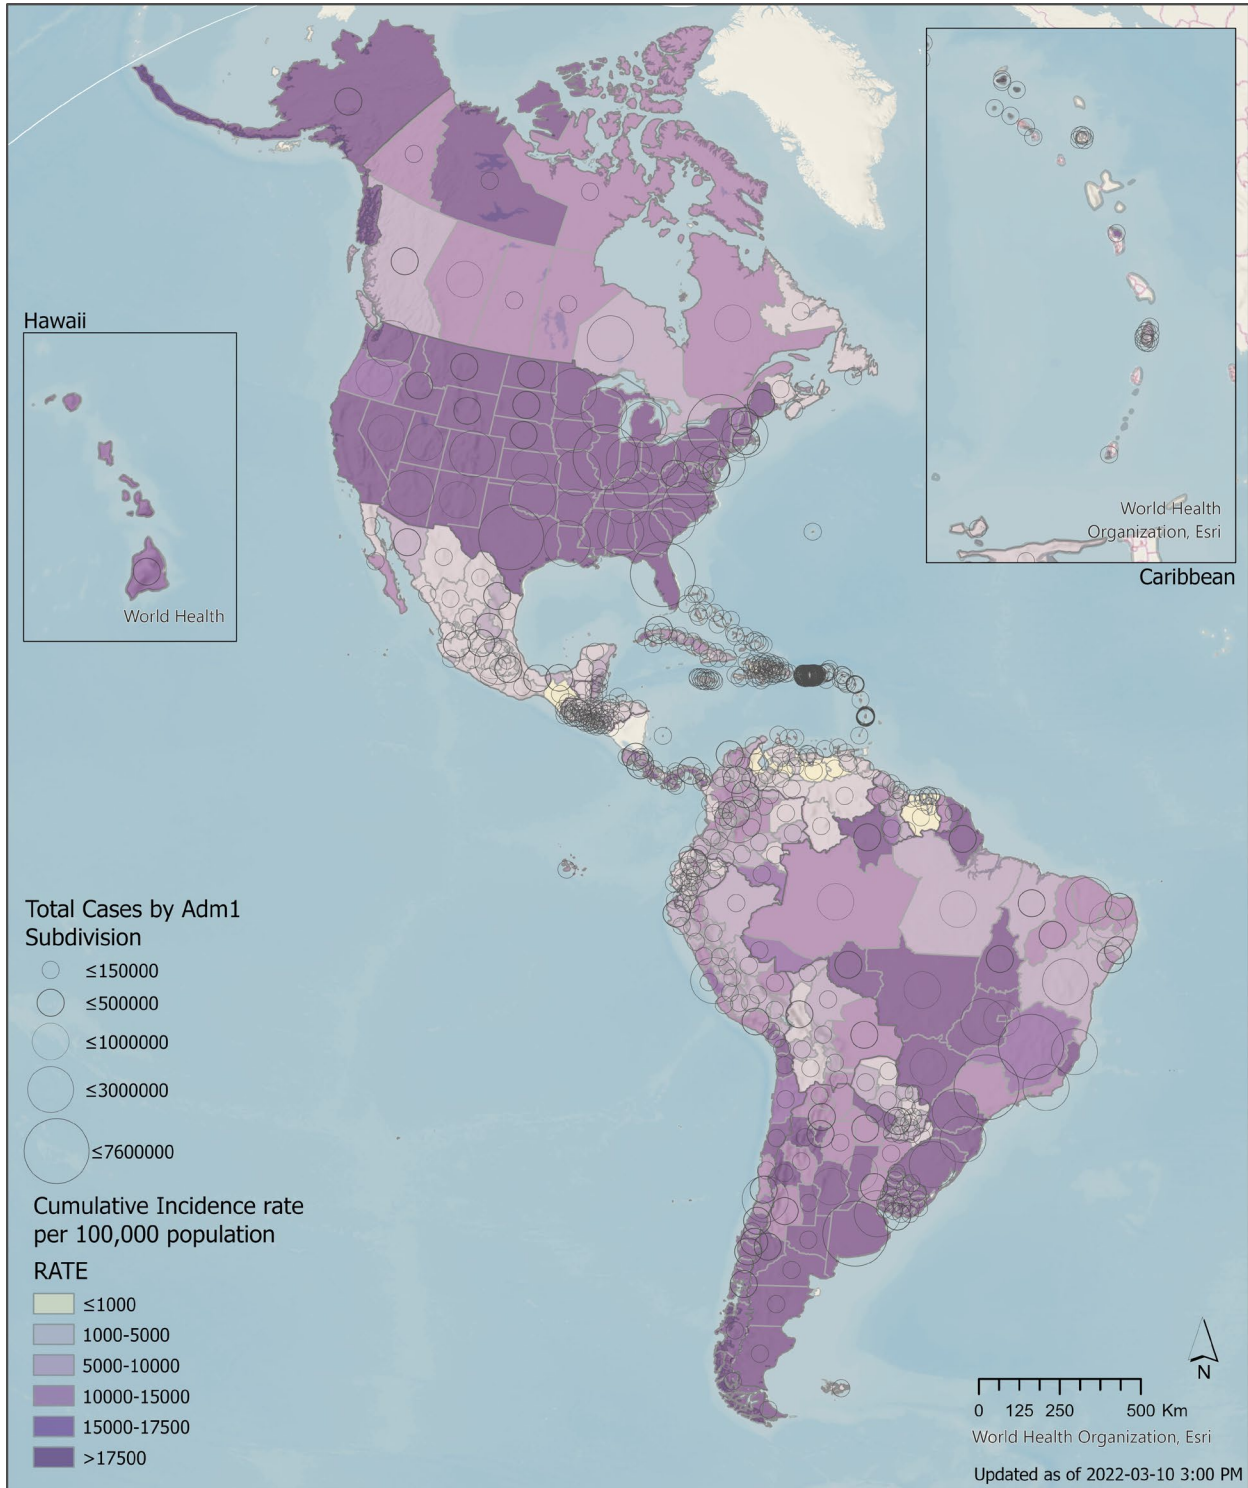 Hawaii
World Health
World Health
Organization, Esri
Caribbean
Total Cases by Adm1
Subdivision
≤150000
≤500000
≤1000000
≤3000000
≤7600000
Cumulative Incidence rate
per 100,000 population
RATE
≤1000
1000-5000
5000-10000
10000-15000
15000-17500
>17500
N
0 125 250 500 Km
World Health Organization, Esri
Updated as of 2022-03-10 3:00 PM